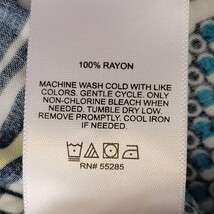 100% RAYON
MACHINE WASH COLD WITH LIKE
COLORS. GENTLE CYCLE. ONLY
NON-CHLORINE BLEACH WHEN
NEEDED. TUMBLE DRY LOW.
REMOVE PROMPTLY. COOL IRON
IF NEEDED.
RN# 55285